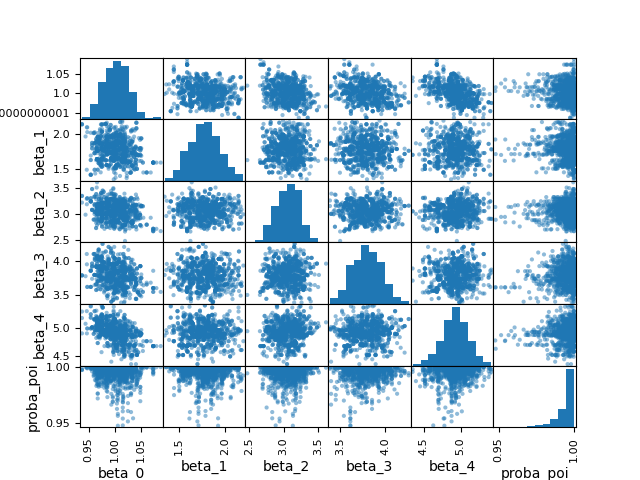 1.05
1.0
0000000001
beta_1
2.0
1.5
beta_2
3.5
3.0
2.5
beta_3
4.0
3.5
beta_4
5.0
4.5
proba_poi
1.00
0.95
0.95 1.00 1.05 1.5 2.0 2.5 3.0 3.5 3.5 4.0 4.5 5.0 0.95 1.00
beta_0 beta_1 beta_2 beta_3 beta_4 proba_poi